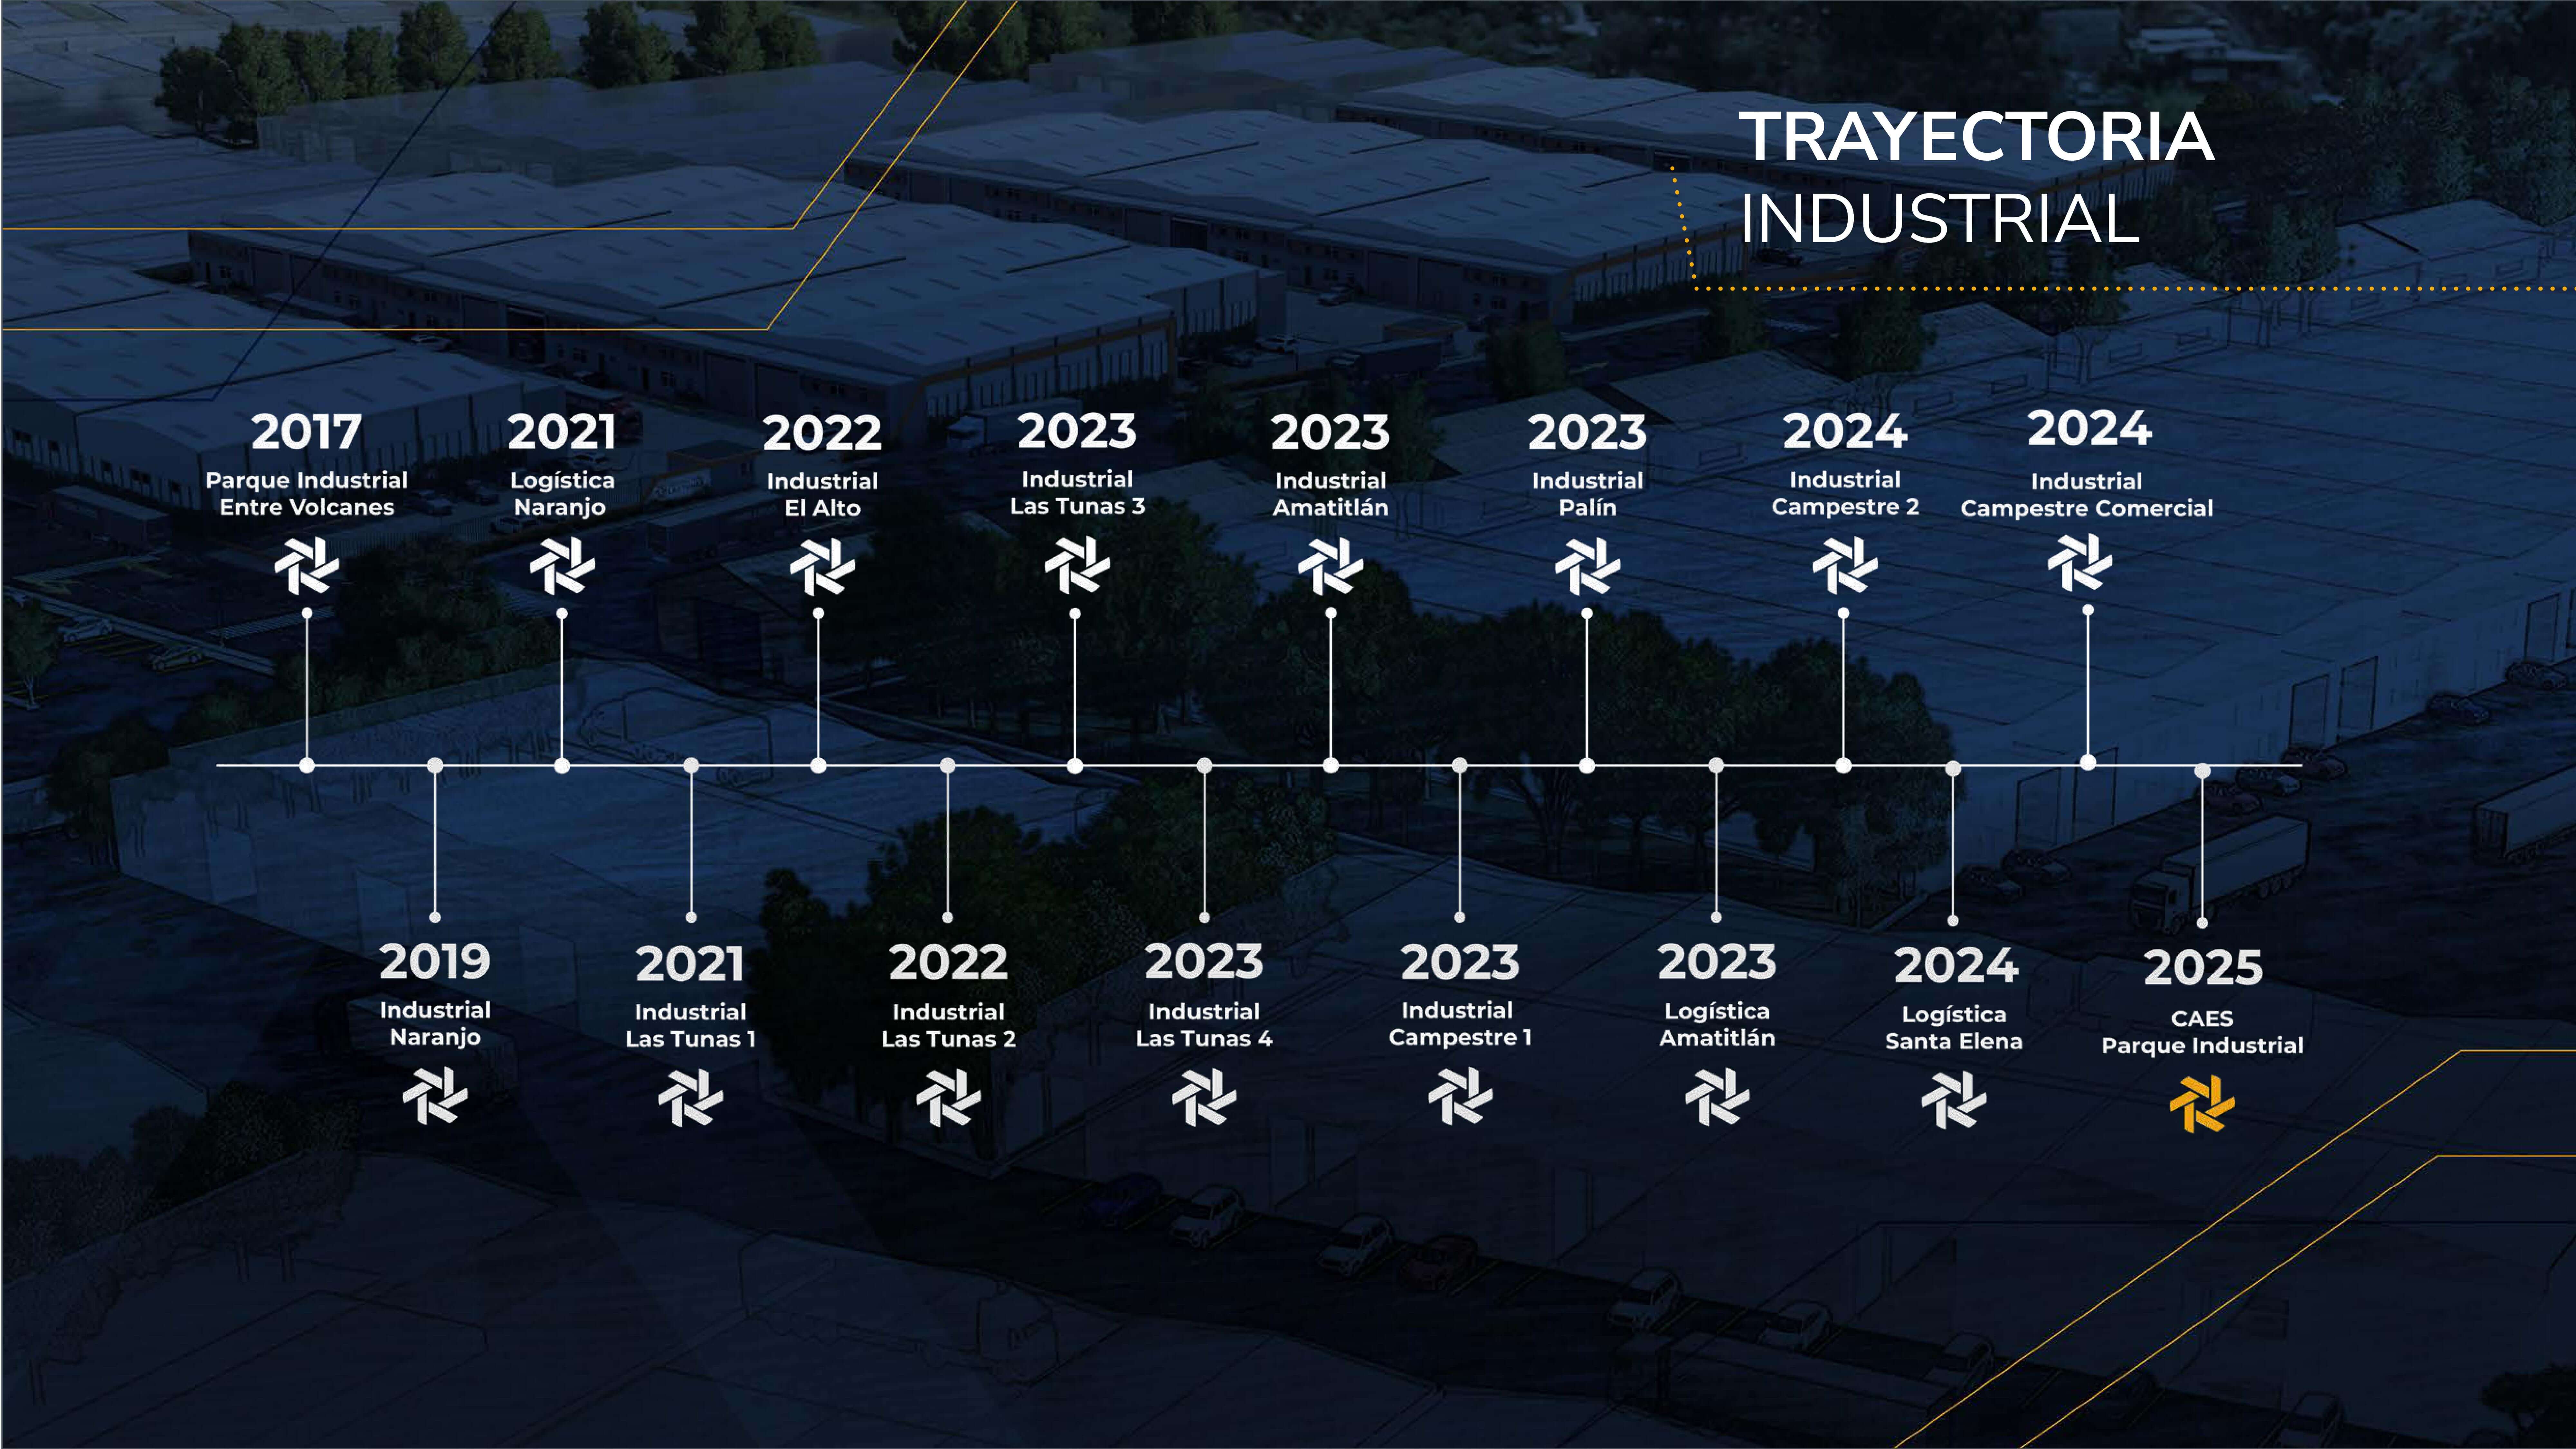 TRAYECTORIA
INDUSTRIAL
2017
Parque Industrial
Entre Volcanes
2021
Logística
Naranjo
2022
Industrial
El Alto
2023
Industrial
Las Tunas 3
2023
Industrial
Amatitlán
2023
Industrial
Palín
2024
Industrial
Campestre 2
2024
Industrial
Campestre Comercial
2019
Industrial
Naranjo
2021
Industrial
Las Tunas 1
2022
Industrial
Las Tunas 2
2023
Industrial
Las Tunas 4
2023
Industrial
Campestre 1
2023
Logística
Amatitlán
2024
Logística
Santa Elena
2025
CAES
Parque Industrial